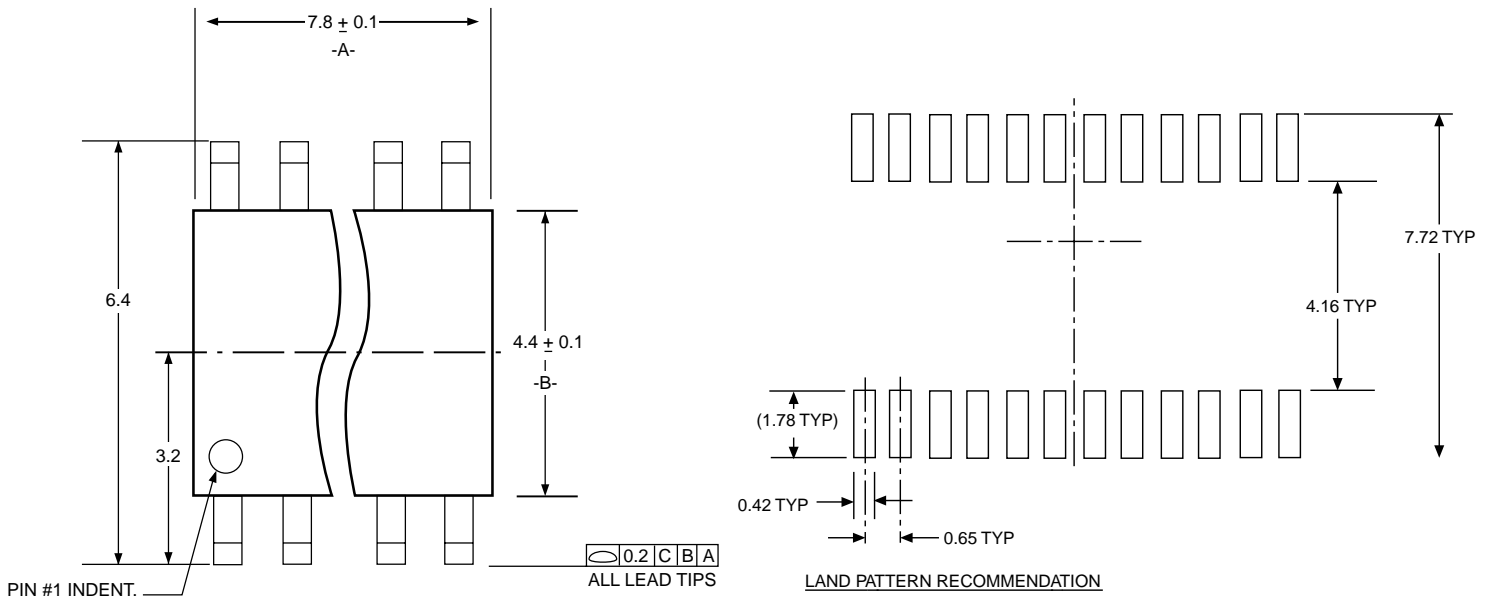 7.8 ± 0.1
-A-
6.4
3.2
4.4 ± 0.1
-B-
PIN #1 INDENT.
0.2 C B A
ALL LEAD TIPS
7.72 TYP
4.16 TYP
(1.78 TYP)
0.42 TYP
0.65 TYP
LAND PATTERN RECOMMENDATION